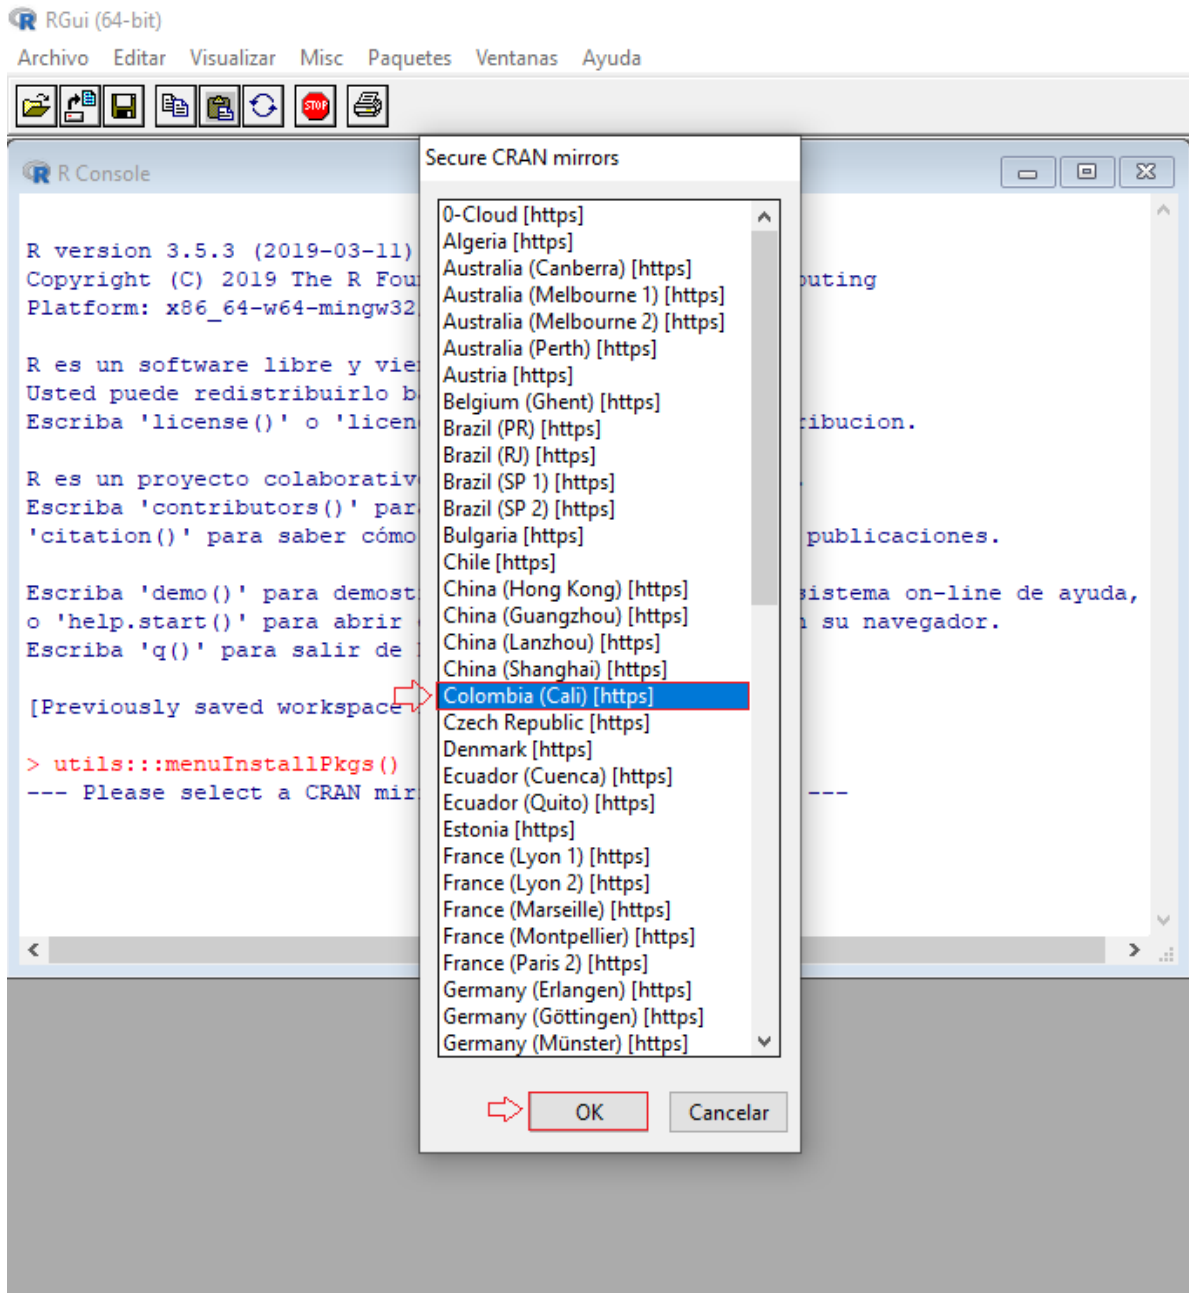 RGui (64-bit)
Archivo Editar Visualizar Misc Paquetes Ventanas Ayuda
STOP
R Console
R version 3.5.3 (2019-03-11)
Copyright (C) 2019 The R uting
Platform: x86_64-w64-mingw32
R es un software libre y
Usted puede redistribuirlo
Escriba 'license()' o ribucion.
R es un proyecto
Escriba 'contributors()'
'citation()' para saber cómo publicaciones.
Escriba 'demo()' para sistema on-line de ayuda,
o 'help.start()' para abrir su navegador.
Escriba 'q()' para salir de
[Previously saved workspace
> utils:::menuInstallPkgs()
--- Please select a CRAN ---
Secure CRAN mirrors
0-Cloud [https]
Algeria [https]
Australia (Canberra) [https]
Australia (Melbourne 1) [https]
Australia (Melbourne 2) [https]
Australia (Perth) [https]
Austria [https]
Belgium (Ghent) [https]
Brazil (PR) [https]
Brazil (RJ) [https]
Brazil (SP 1) [https]
Brazil (SP 2) [https]
Bulgaria [https]
Chile [https]
China (Hong Kong) [https]
China (Guangzhou) [https]
China (Lanzhou) [https]
China (Shanghai) [https]
Colombia (Cali) [https]
Czech Republic [https]
Denmark [https]
Ecuador (Cuenca) [https]
Ecuador (Quito) [https]
Estonia [https]
France (Lyon 1) [https]
France (Lyon 2) [https]
France (Marseille) [https]
France (Montpellier) [https]
France (Paris 2) [https]
Germany (Erlangen) [https]
Germany (Göttingen) [https]
Germany (Münster) [https]
OK Cancelar